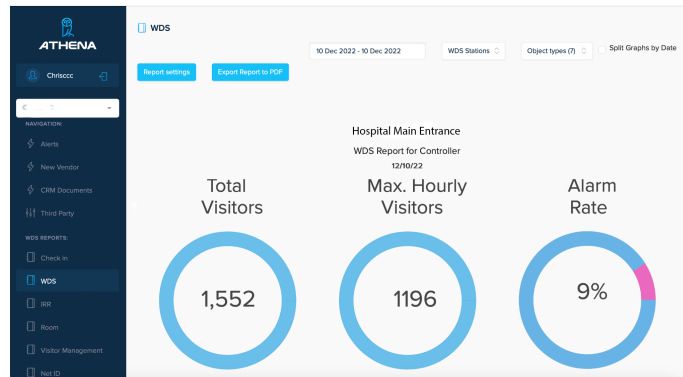 ATHENA
Chrisccc
NAVIGATION:
Alerts
New Vendor
CRM Documents
Third Party
WDS REPORTS:
Check in
WDS
IRR
Room
Visitor Management
Net ID
WDS
10 Dec 2022 - 10 Dec 2022
WDS Stations
Object types (7)
Split Graphs by Date
Report settings
Export Report to PDF
Hospital Main Entrance
WDS Report for Controller
12/10/22
Total
Visitors
1,552
Max. Hourly
Visitors
1196
Alarm
Rate
9%